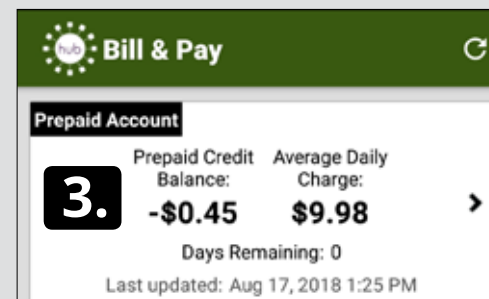 hub Bill & Pay
Prepaid Account
Prepaid Credit Average Daily
Balance: Charge:
3. -$0.45 $9.98
Days Remaining: 0
Last updated: Aug 17, 2018 1:25 PM